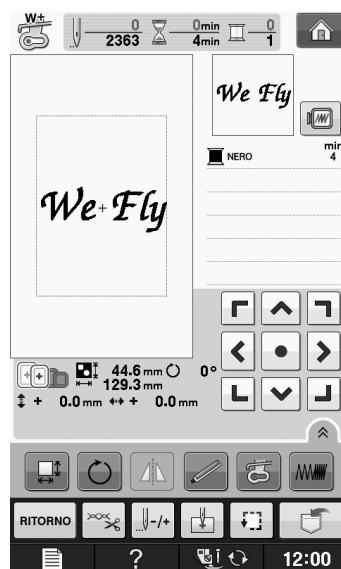 W+
0
2363
0min
4min
0
1
We Fly
NERO
min
4
We+Fly
44.6 mm 0°
129.3 mm
+ 0.0 mm + 0.0 mm
RITORNO
-/+
?
12:00